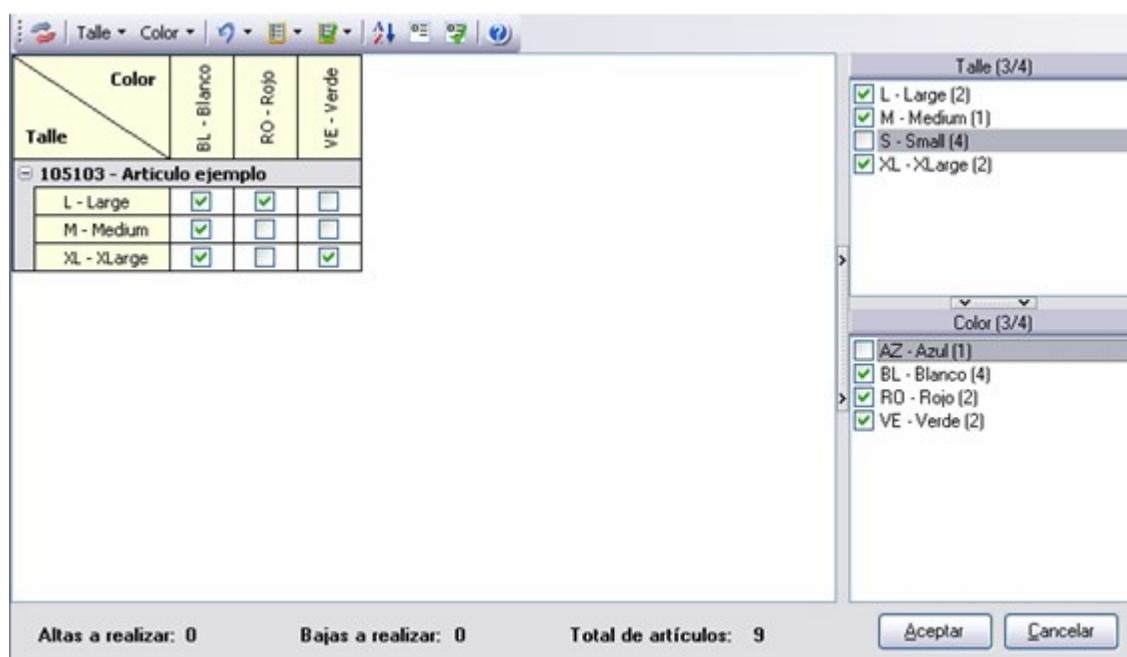 Talle Color
Color
Talle
BL - Blanco
RO - Rojo
VE - Verde
105103 - Articulo ejemplo
L - Large
M - Medium
XL - XLarge
Talle (3/4)
L - Large (2)
M - Medium (1)
S - Small (4)
XL - XLarge (2)
Color (3/4)
AZ - Azul (1)
BL - Blanco (4)
RO - Rojo (2)
VE - Verde (2)
Altas a realizar: 0 Bajas a realizar: 0 Total de artículos: 9 Aceptar Cancelar